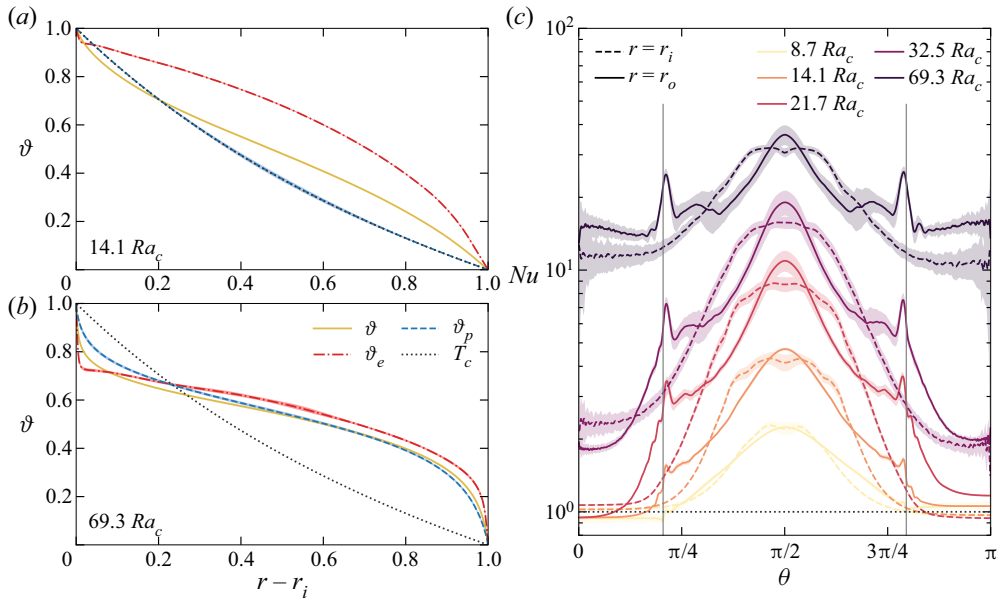 (a)
1.0
0.8
0.6
ϑ
0.4
0.2
14.1 Ra_c
0.2 0.4 0.6 0.8 1.0
(b)
1.0
0.8
0.6
ϑ
0.4
0.2
ϑ ϑ_p
ϑ_e T_c
69.3 Ra_c
0 0.2 0.4 0.6 0.8 1.0
r – r_i
(c)
10^2
Nu
10^1
10^0
r = r_i
r = r_o
8.7 Ra_c
14.1 Ra_c
21.7 Ra_c
32.5 Ra_c
69.3 Ra_c
0 π/4 π/2 3π/4 π
θ